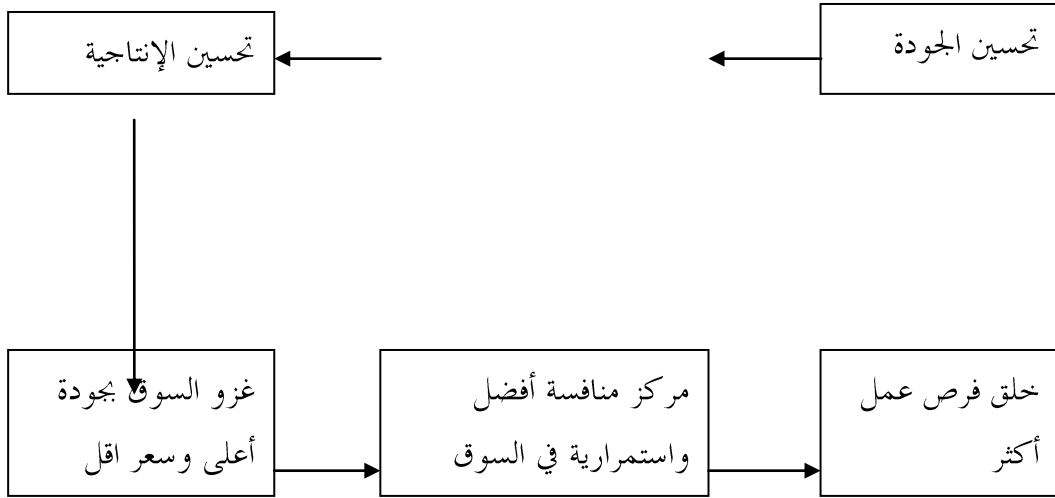 تحسين الجودة
تحسين الإنتاجية
غزو السوق بجودة
أعلى وسعر اقل
مركز منافسة أفضل
واستمرارية في السوق
خلق فرص عمل
أكثر